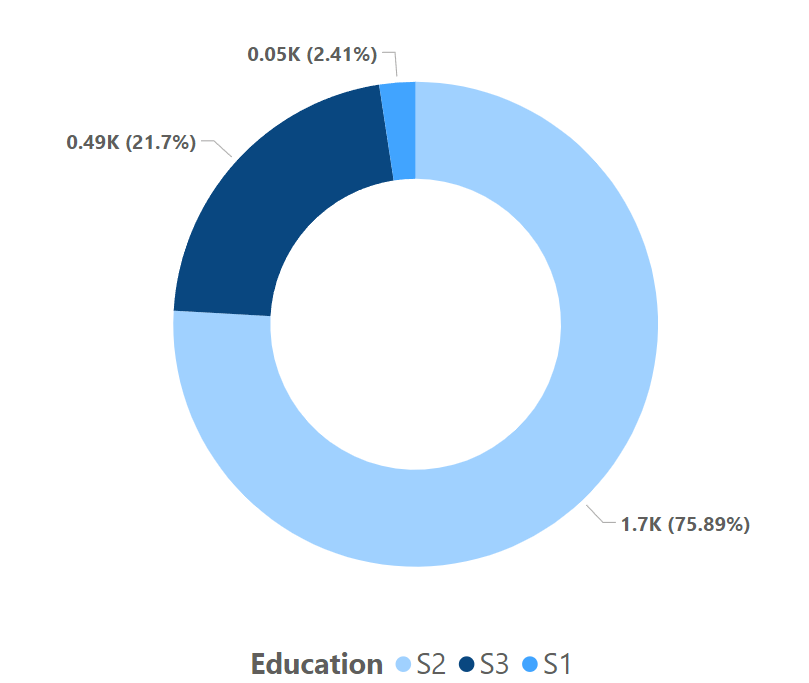 0.05K (2.41%)
0.49K (21.7%)
1.7K (75.89%)
Education S2 S3 S1